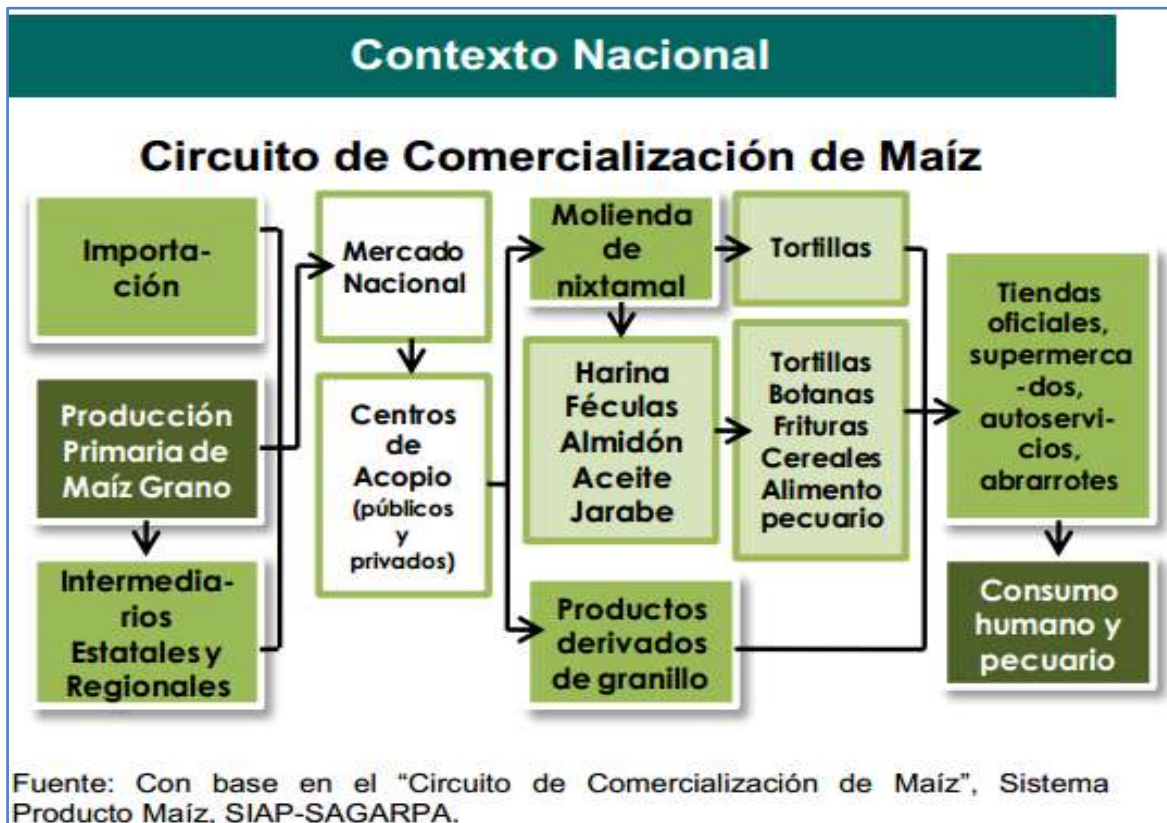 Contexto Nacional
Circuito de Comercialización de Maíz
Importa-
ción
Producción
Primaria de
Maíz Grano
Intermedia-
rios
Estatales y
Regionales
Mercado
Nacional
Centros
de
Acopio
(públicos
y
privados)
Molienda
de
nixtamal
Harina
Féculas
Almidón
Aceite
Jarabe
Productos
derivados
de granillo
Tortillas
Tortillas
Botanas
Frituras
Cereales
Alimento
pecuario
Tiendas
oficiales,
supermerca
-dos,
autoservi-
cios,
abrarrotes
Consumo
humano y
pecuario
Fuente: Con base en el “Circuito de Comercialización de Maíz”, Sistema
Producto Maíz, SIAP-SAGARPA.